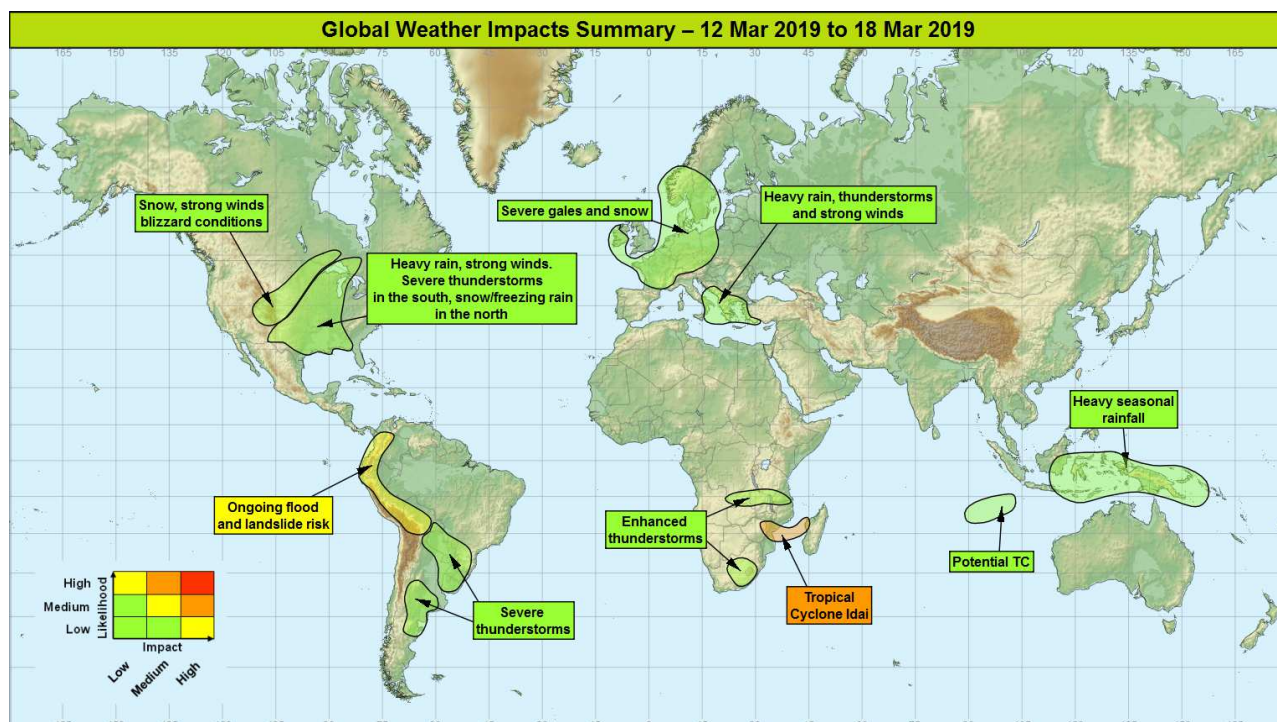 Global Weather Impacts Summary – 12 Mar 2019 to 18 Mar 2019
Snow, strong winds
blizzard conditions
Heavy rain, strong winds.
Severe thunderstorms
in the south, snow/freezing rain
in the north
Severe gales and snow
Heavy rain, thunderstorms
and strong winds
Heavy seasonal
rainfall
Ongoing flood
and landslide risk
Enhanced
thunderstorms
Potential TC
Tropical
Cyclone Idai
Severe
thunderstorms
High
Medium
Low
Likelihood
Impact
Low
Medium
High